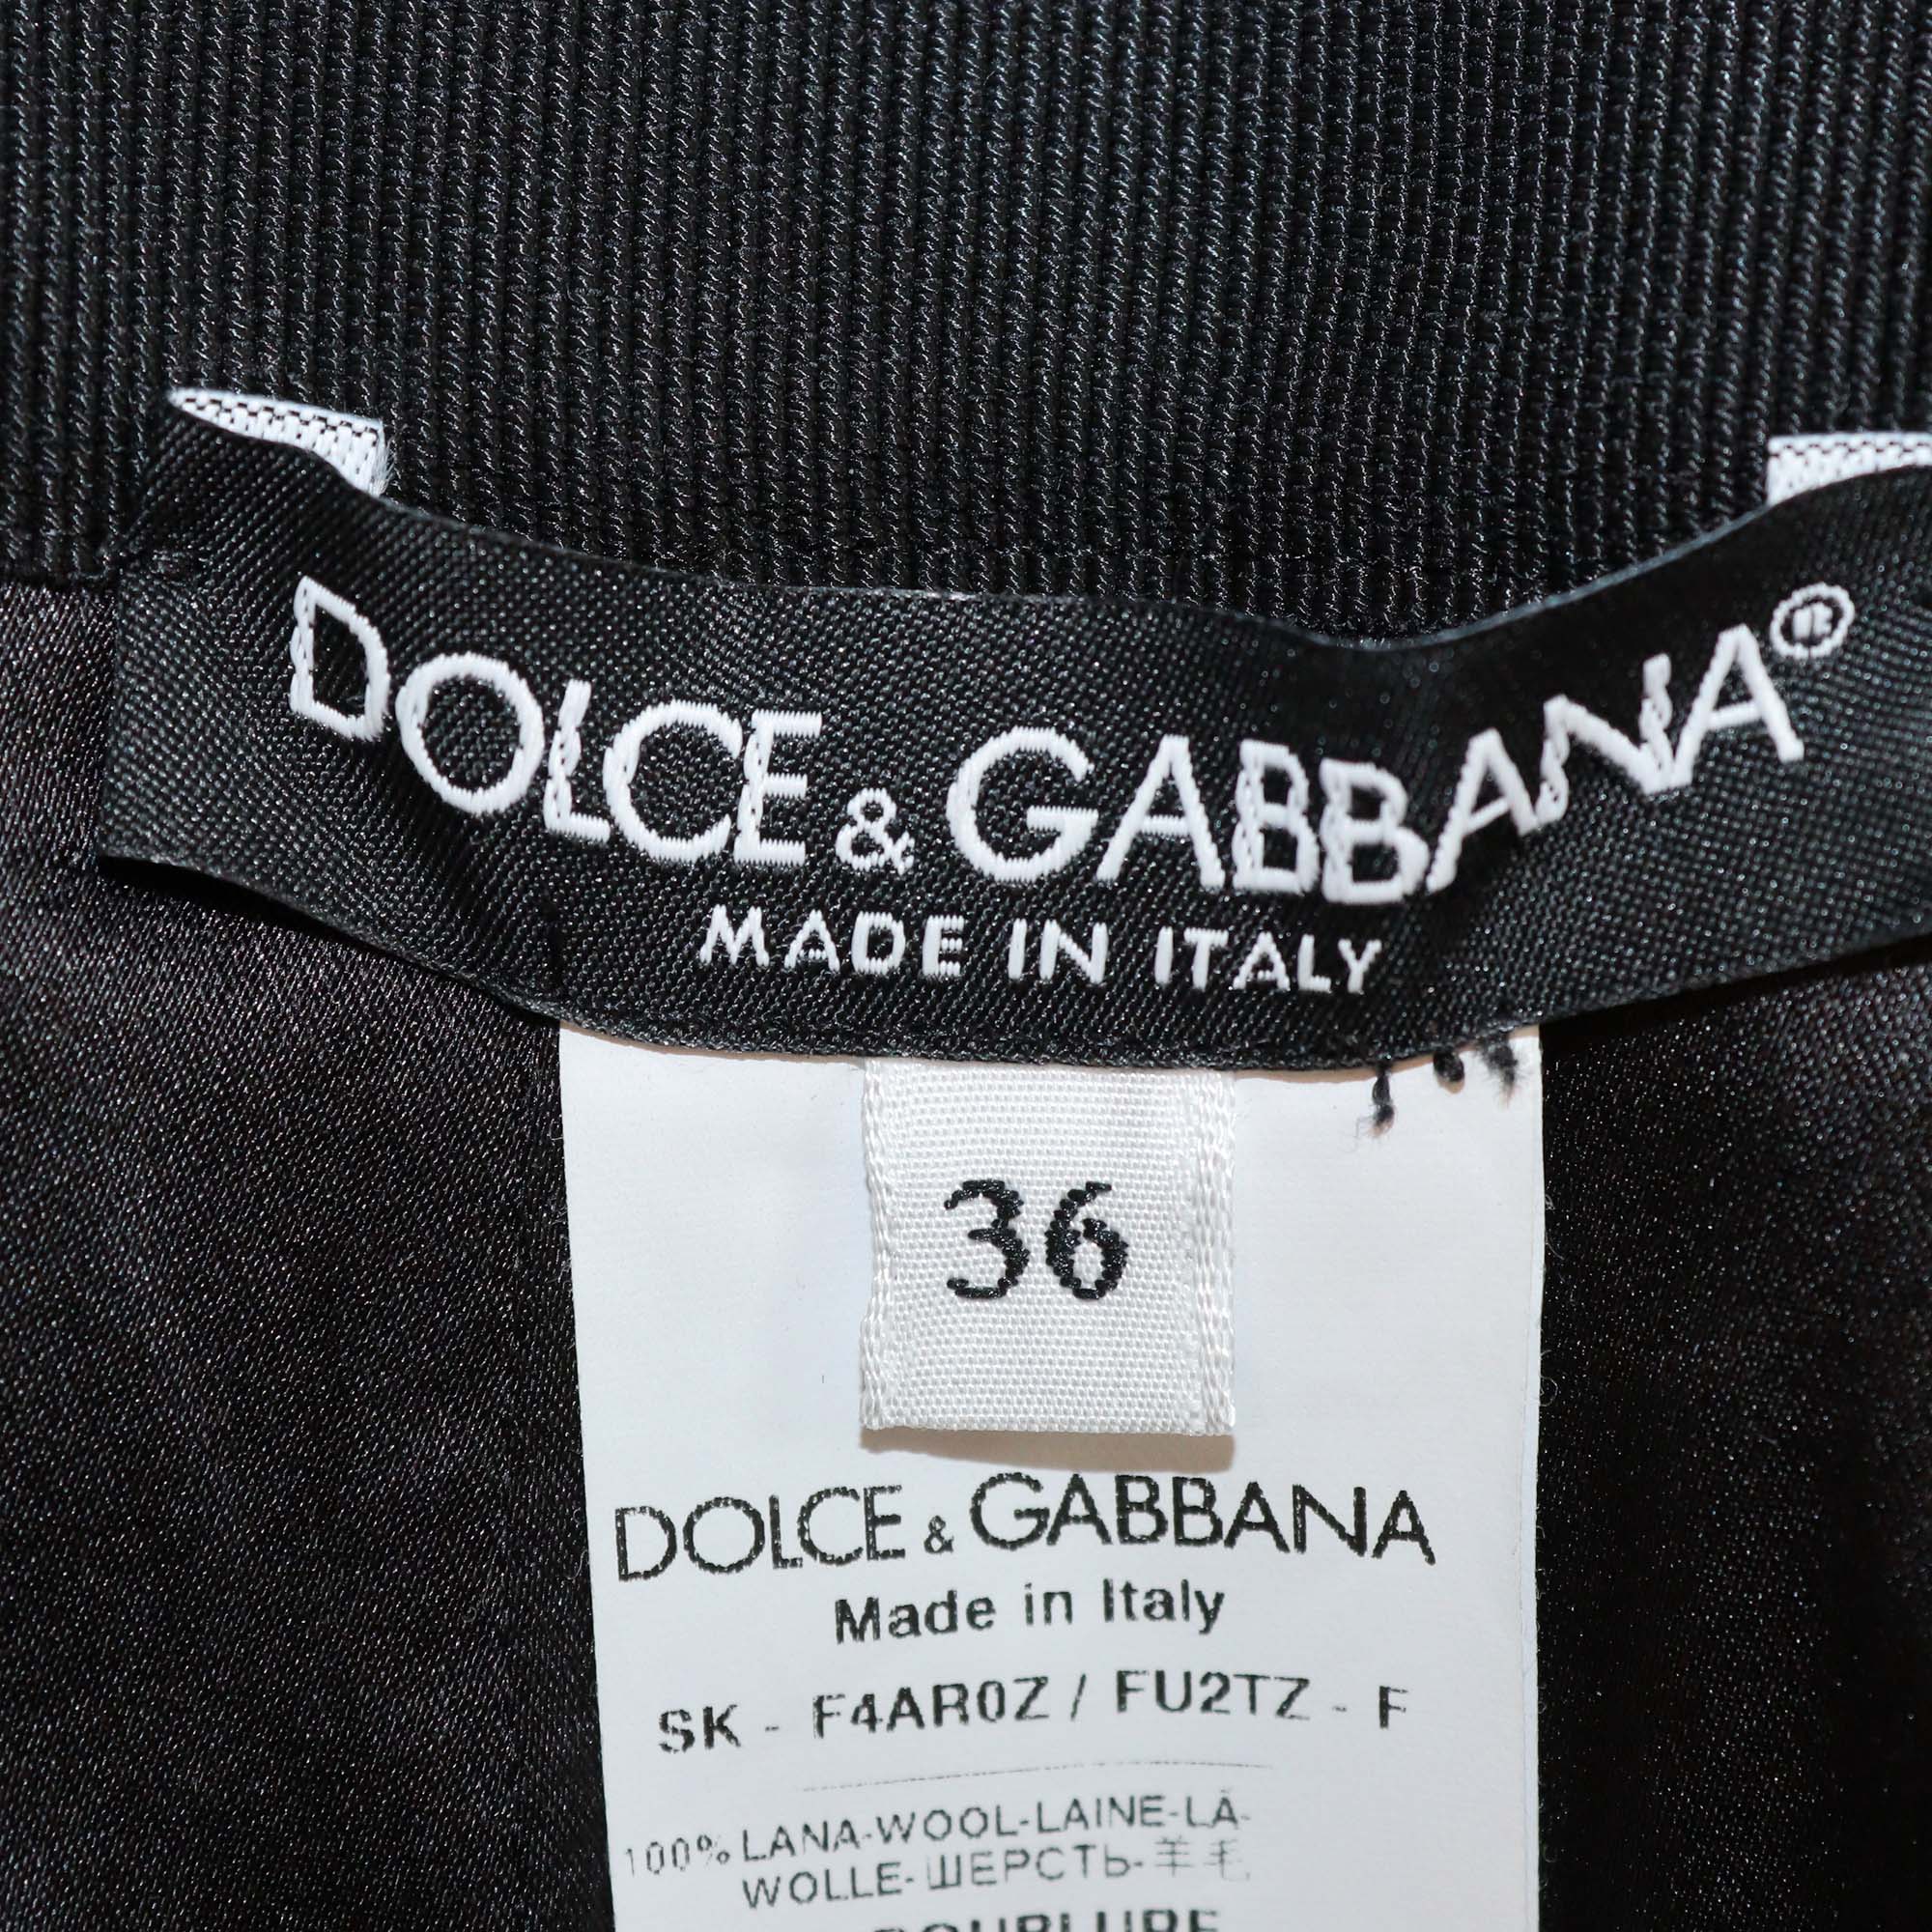 DOLCE & GABBANA®
MADE IN ITALY
36
DOLCE & GABBANA
Made in Italy
SK - F4AR0Z / FU2TZ - F
100% LANA-WOOL-LAINE-LÃ-
WOLLE-ШЕРСТЬ-羊毛
DOUBLURE